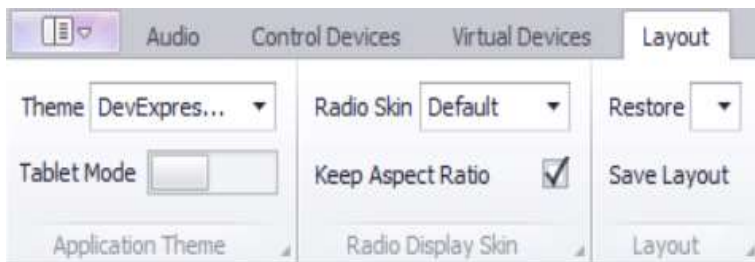 Audio Control Devices Virtual Devices Layout
Theme DevExpres... Radio Skin Default Restore
Tablet Mode Keep Aspect Ratio Save Layout
Application Theme Radio Display Skin Layout